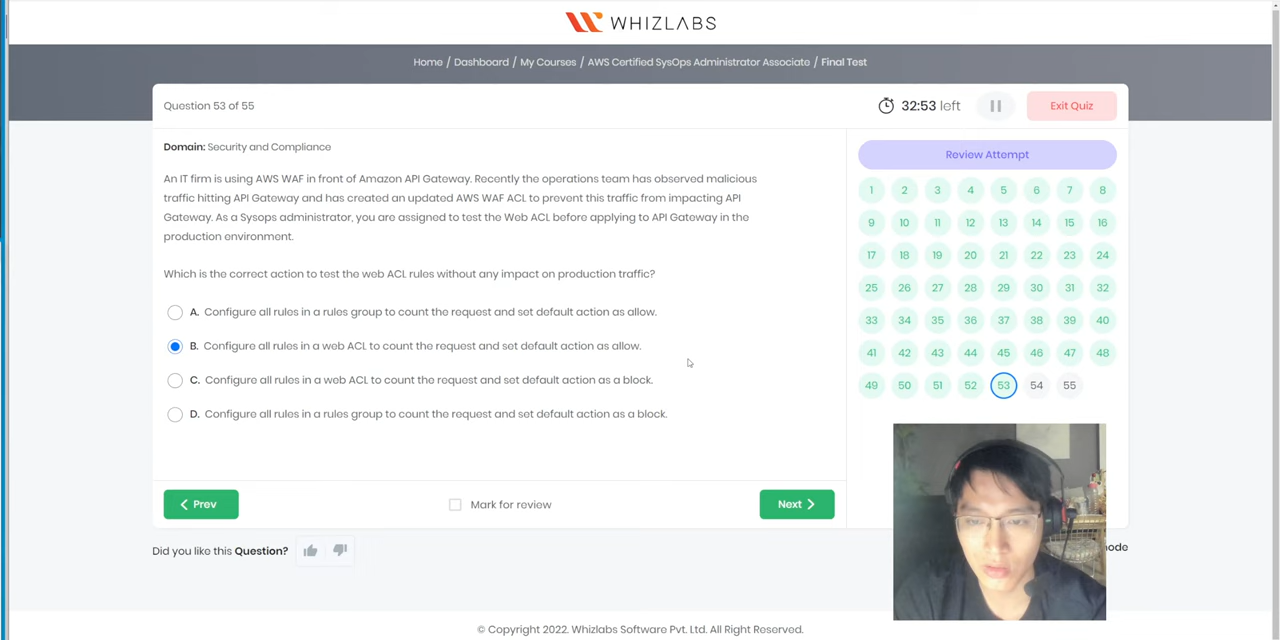 WHIZLABS
Home / Dashboard / My Courses / AWS Certified SysOps Administrator Associate / Final Test
Question 53 of 55
32:53 left
Exit Quiz
Domain: Security and Compliance
An IT firm is using AWS WAF in front of Amazon API Gateway. Recently the operations team has observed malicious
traffic hitting API Gateway and has created an updated AWS WAF ACL to prevent this traffic from impacting API
Gateway. As a Sysops administrator, you are assigned to test the Web ACL before applying to API Gateway in the
production environment.
Which is the correct action to test the web ACL rules without any impact on production traffic?
A. Configure all rules in a rules group to count the request and set default action as allow.
B. Configure all rules in a web ACL to count the request and set default action as allow.
C. Configure all rules in a web ACL to count the request and set default action as a block.
D. Configure all rules in a rules group to count the request and set default action as a block.
Prev
Mark for review
Next
Review Attempt
1 2 3 4 5 6 7 8
9 10 11 12 13 14 15 16
17 18 19 20 21 22 23 24
25 26 27 28 29 30 31 32
33 34 35 36 37 38 39 40
41 42 43 44 45 46 47 48
49 50 51 52 53 54 55
Did you like this Question?
© Copyright 2022. Whizlabs Software Pvt. Ltd. All Right Reserved.